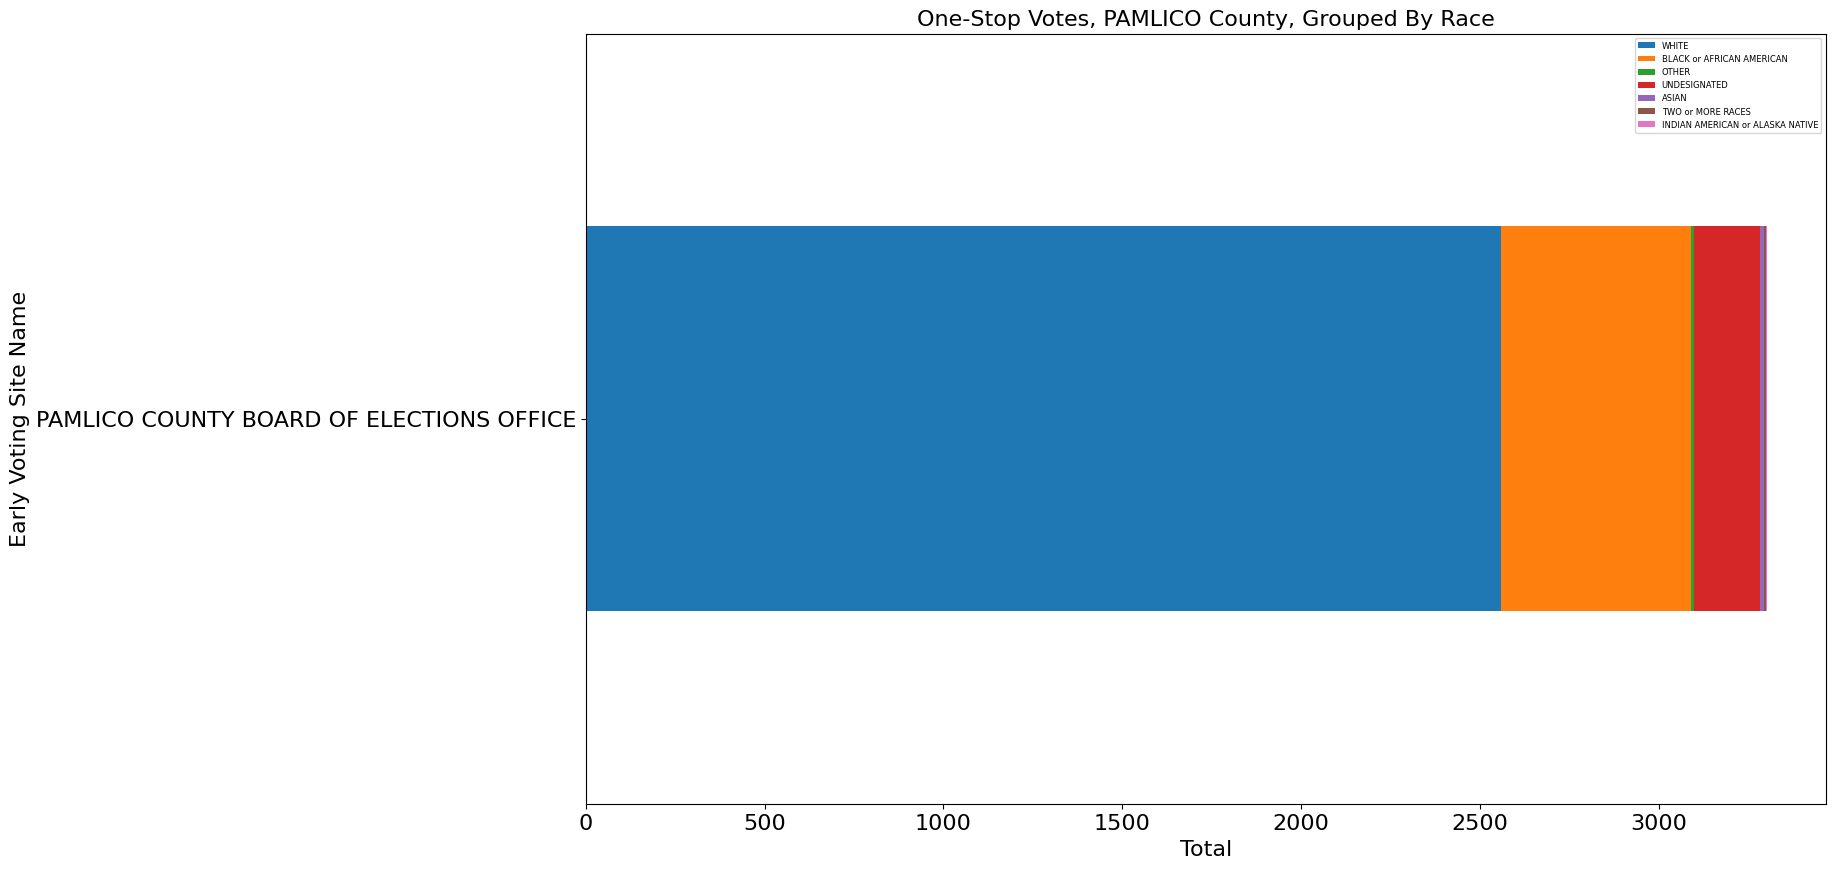 One-Stop Votes, PAMLICO County, Grouped By Race
WHITE
BLACK or AFRICAN AMERICAN
OTHER
UNDESIGNATED
ASIAN
TWO or MORE RACES
INDIAN AMERICAN or ALASKA NATIVE
Early Voting Site Name
PAMLICO COUNTY BOARD OF ELECTIONS OFFICE
0 500 1000 1500 2000 2500 3000
Total